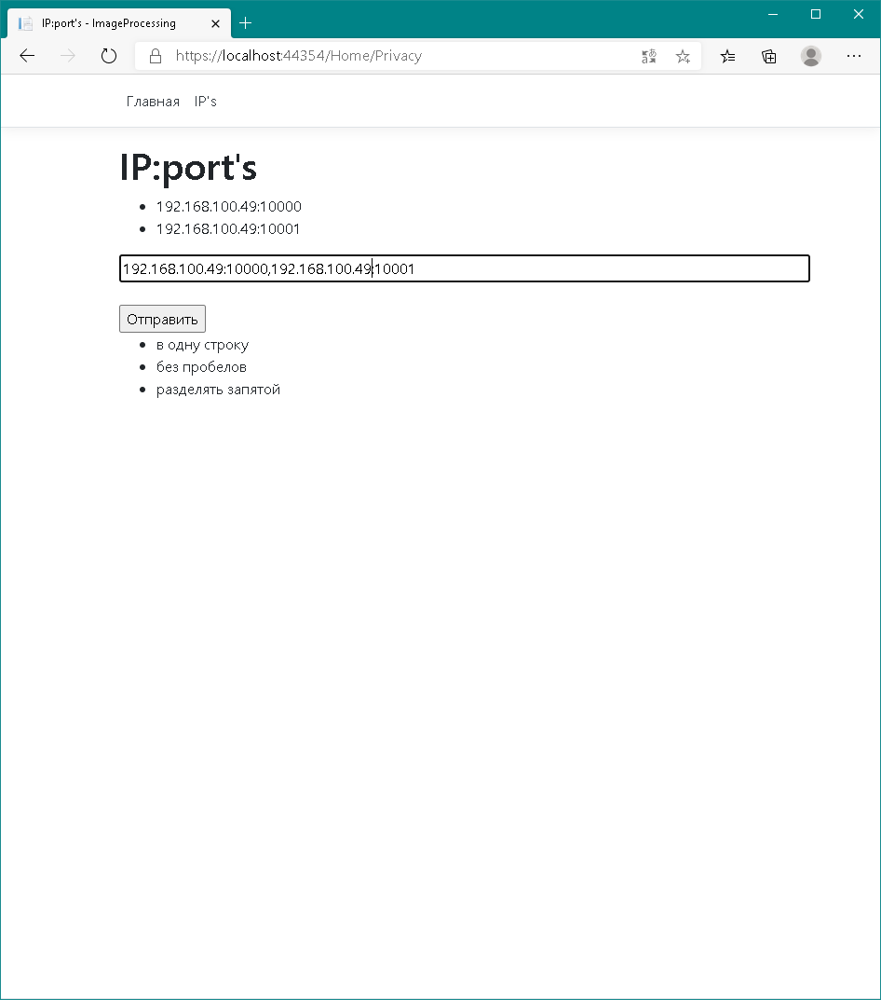 IP:port's - ImageProcessing
https://localhost:44354/Home/Privacy
Главная IP's
IP:port's
192.168.100.49:10000
192.168.100.49:10001
192.168.100.49:10000,192.168.100.49:10001
Отправить
в одну строку
без пробелов
разделять запятой